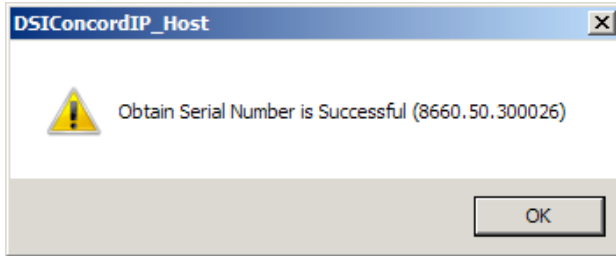 DSIConcordIP_Host
Obtain Serial Number is Successful (8660.50.300026)
OK